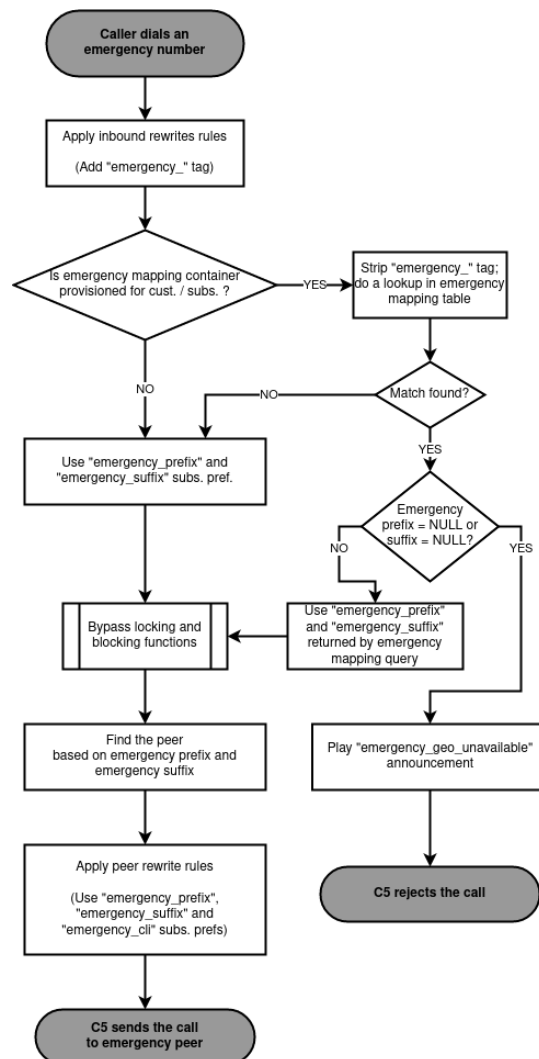 Caller dials an
emergency number
Apply inbound rewrites rules
(Add "emergency_" tag)
Is emergency mapping container
provisioned for cust. / subs. ?
YES
Strip "emergency_" tag;
do a lookup in emergency
mapping table
NO
NO
Match found?
YES
Use "emergency_prefix" and
"emergency_suffix" subs. pref.
Emergency
prefix = NULL or
suffix = NULL?
NO
YES
Bypass locking and
blocking functions
Use "emergency_prefix"
and "emergency_suffix"
returned by emergency
mapping query
Find the peer
based on emergency prefix and
emergency suffix
Play "emergency_geo_unavailable"
announcement
Apply peer rewrite rules
(Use "emergency_prefix",
"emergency_suffix" and
"emergency_cli" subs. prefs)
C5 rejects the call
C5 sends the call
to emergency peer